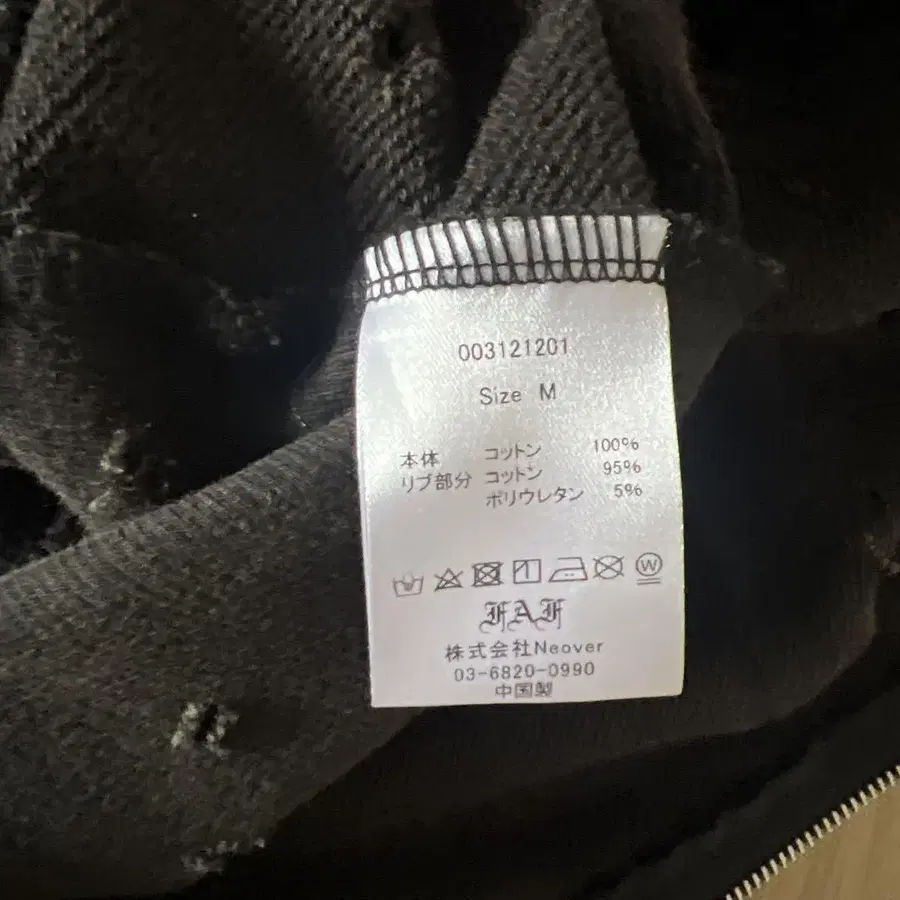 003121201
Size M
本体 コットン 100%
リブ部分 コットン 95%
ポリウレタン 5%
W
FAF
株式会社Neover
03-6820-0990
中国製